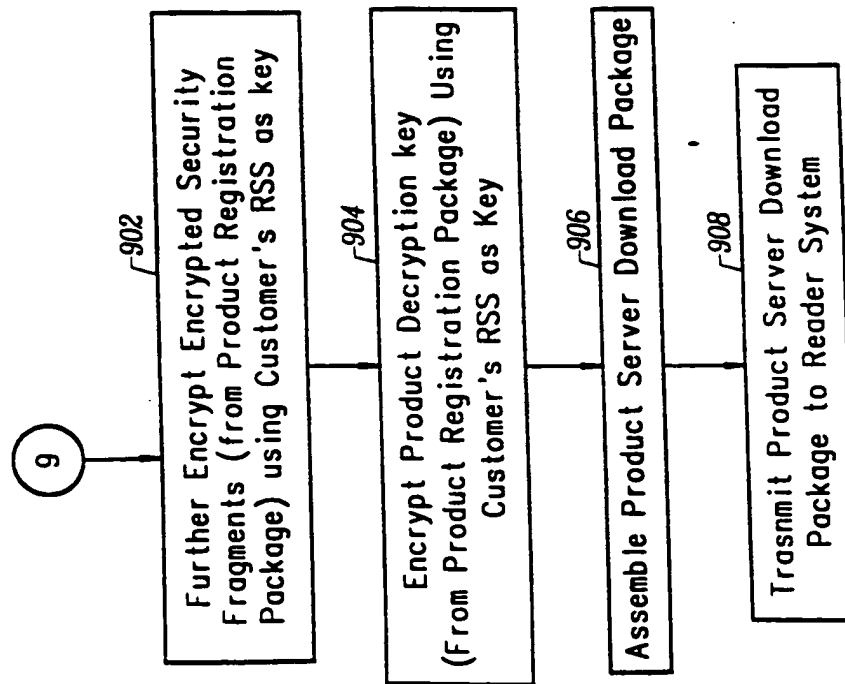 9
902
Further Encrypt Encrypted Security
Fragments (from Product Registration
Package) using Customer's RSS as key
904
Encrypt Product Decryption key
(From Product Registration Package) Using
Customer's RSS as Key
906
Assemble Product Server Download Package
908
Trasnmit Product Server Download
Package to Reader System